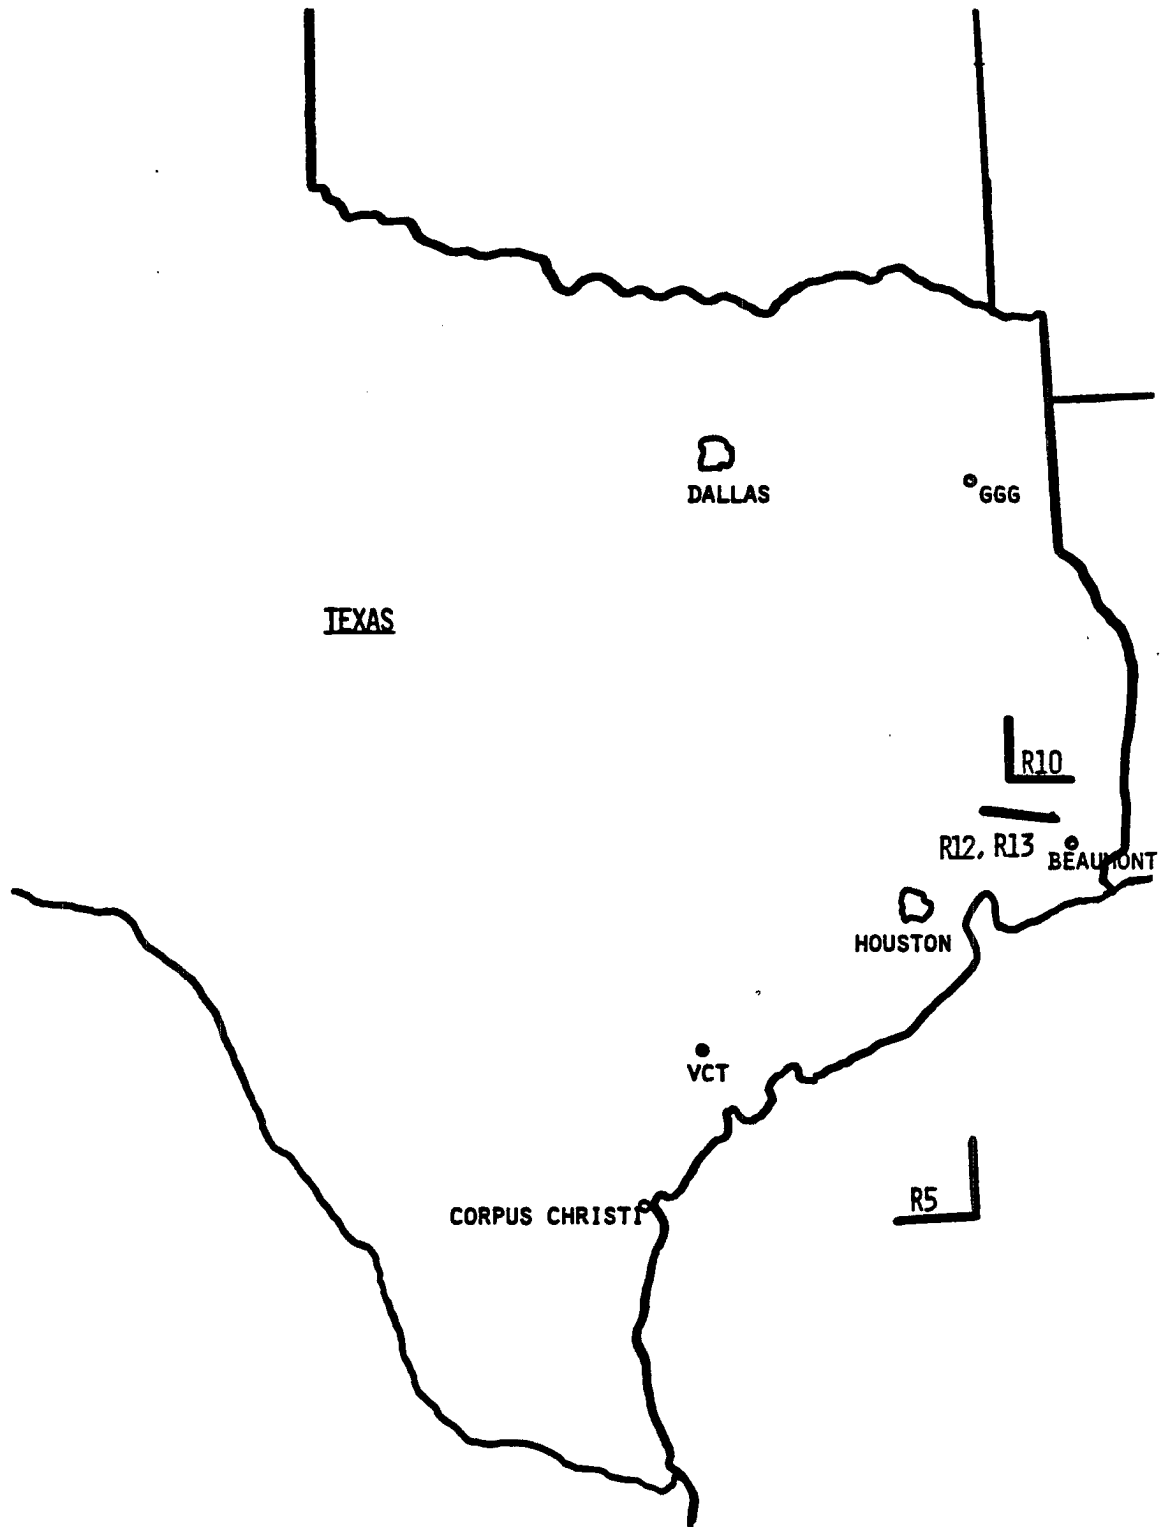 DALLAS
GGG
TEXAS
R10
R12, R13
BEAUMONT
HOUSTON
VCT
R5
CORPUS CHRISTI